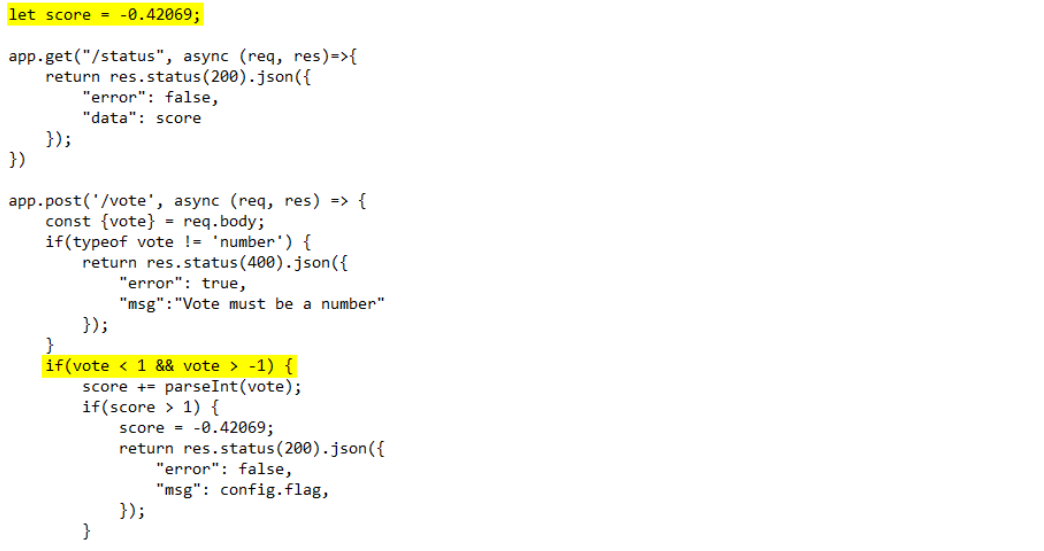 let score = -0.42069;
app.get("/status", async (req, res)=>{
    return res.status(200).json({
        "error": false,
        "data": score
    });
})
app.post('/vote', async (req, res) => {
    const {vote} = req.body;
    if(typeof vote != 'number') {
        return res.status(400).json({
            "error": true,
            "msg":"Vote must be a number"
        });
    }
    if(vote < 1 && vote > -1) {
        score += parseInt(vote);
        if(score > 1) {
            score = -0.42069;
            return res.status(200).json({
                "error": false,
                "msg": config.flag,
            });
        }